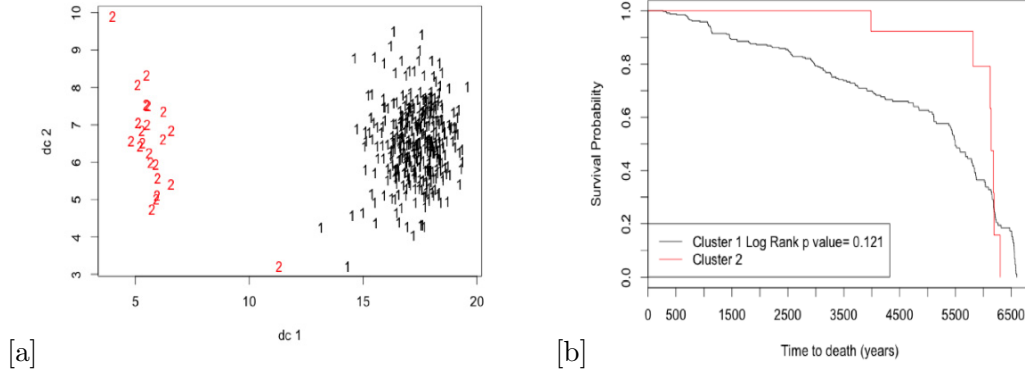 10
9
8
7
6
5
4
3
dc 2
5
10
15
20
dc 1
[a]
1.0
0.8
0.6
0.4
0.2
0.0
Survival Probability
Cluster 1 Log Rank p value= 0.121
Cluster 2
0 500 1500 2500 3500 4500 5500 6500
Time to death (years)
[b]